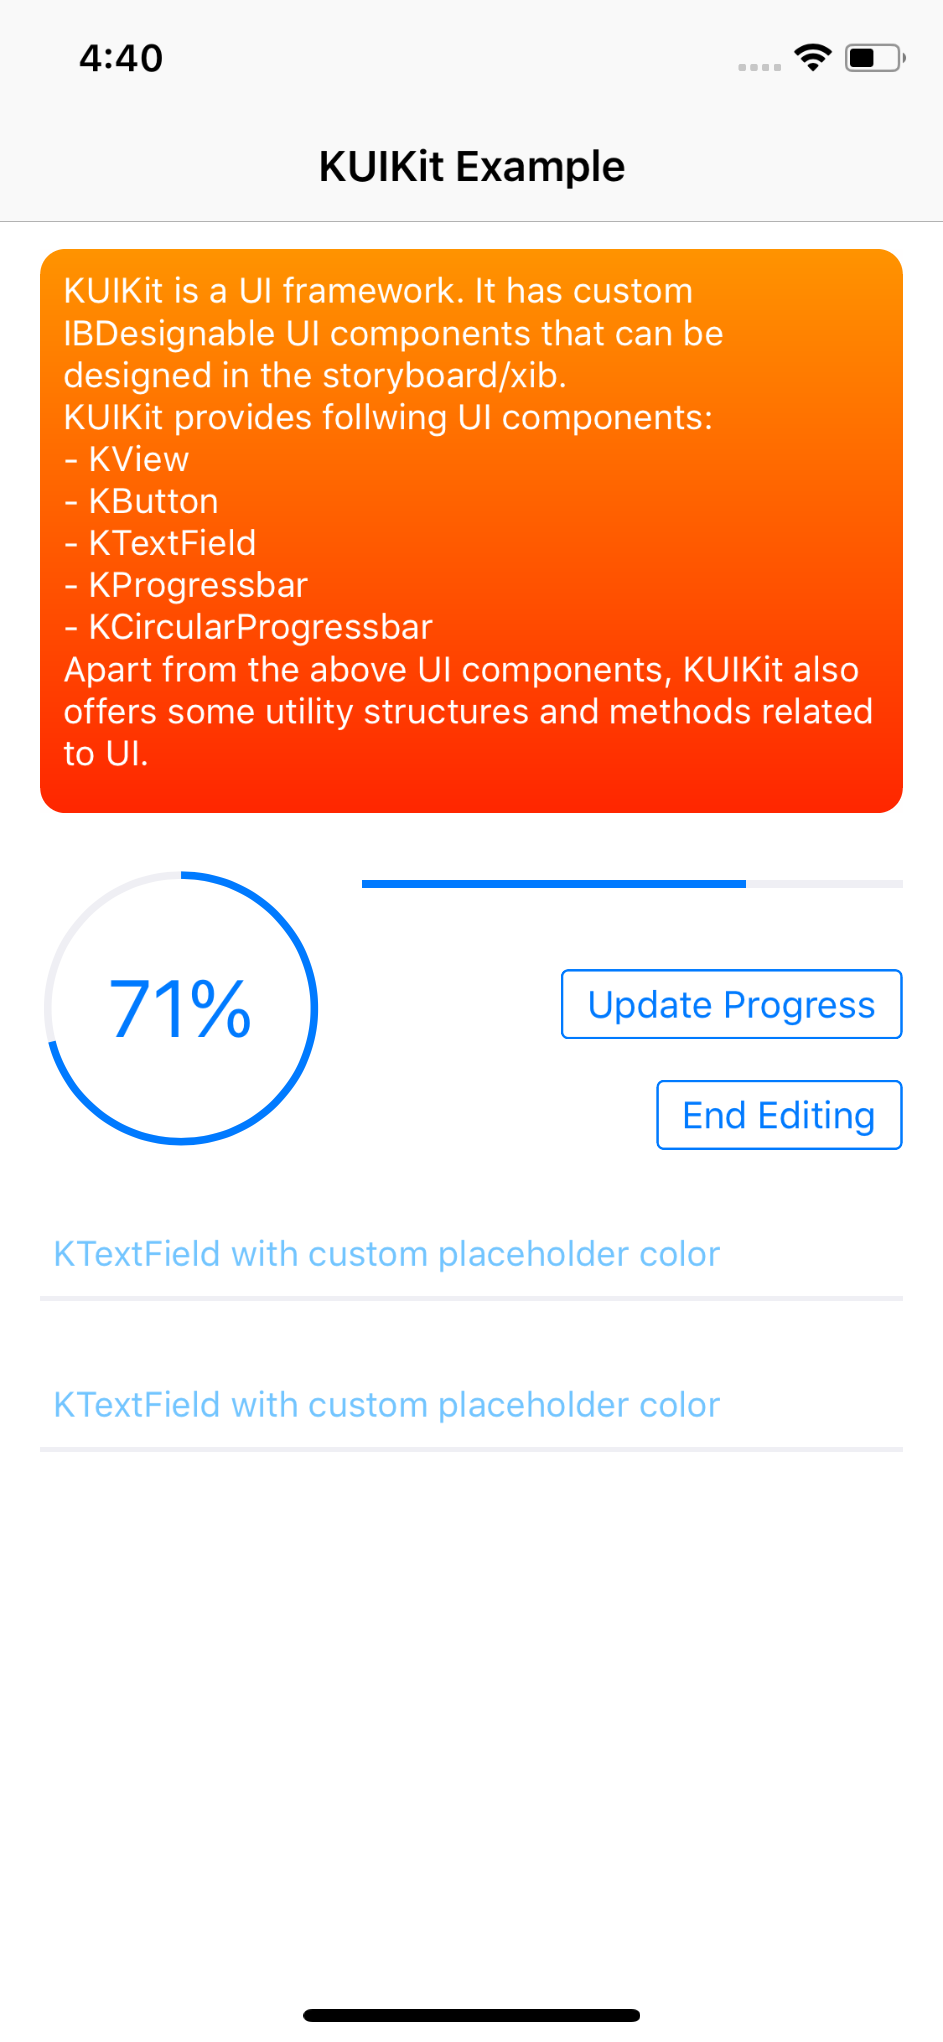 4:40
KUIKit Example
KUIKit is a UI framework. It has custom
IBDesignable UI components that can be
designed in the storyboard/xib.
KUIKit provides follwing UI components:
- KView
- KButton
- KTextField
- KProgressbar
- KCircularProgressbar
Apart from the above UI components, KUIKit also
offers some utility structures and methods related
to UI.
71%
Update Progress
End Editing
KTextField with custom placeholder color
KTextField with custom placeholder color